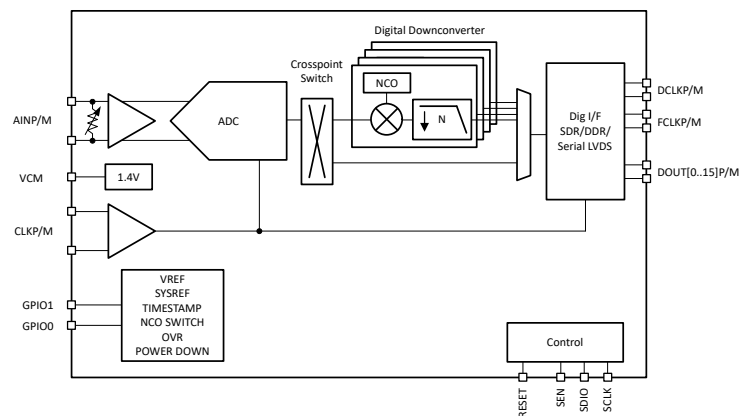 Digital Downconverter
Crosspoint
Switch
NCO
N
ADC
Dig I/F
SDR/DDR/
Serial LVDS
DCLKP/M
FCLKP/M
DOUT[0..15]P/M
AINP/M
VCM
1.4V
CLKP/M
GPIO1
GPIO0
VREF
SYSREF
TIMESTAMP
NCO SWITCH
OVR
POWER DOWN
Control
RESET
SEN
SDIO
SCLK